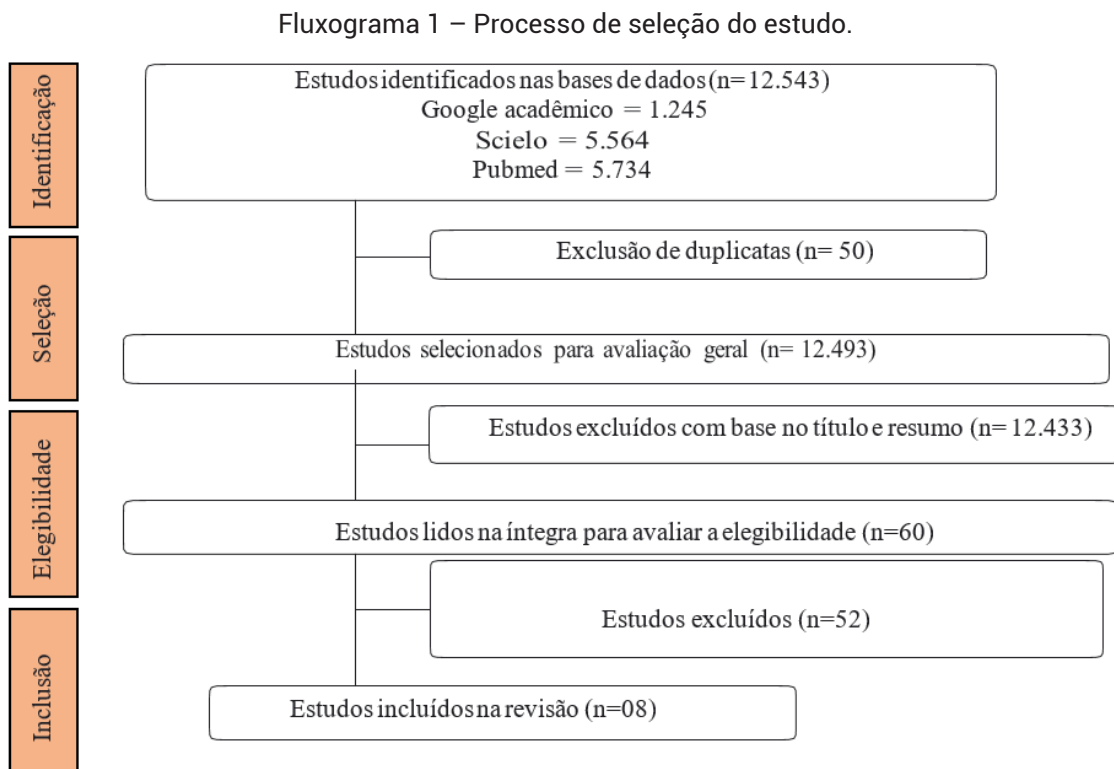 Fluxograma 1 – Processo de seleção do estudo.
Identificação
Estudos identificados nas bases de dados (n=12.543)
Google acadêmico = 1.245
Scielo = 5.564
Pubmed = 5.734
Seleção
Exclusão de duplicatas (n= 50)
Estudos selecionados para avaliação geral (n= 12.493)
Elegibilidade
Estudos excluídos com base no título e resumo (n= 12.433)
Estudos lidos na íntegra para avaliar a elegibilidade (n=60)
Estudos excluídos (n=52)
Inclusão
Estudos incluídos na revisão (n=08)